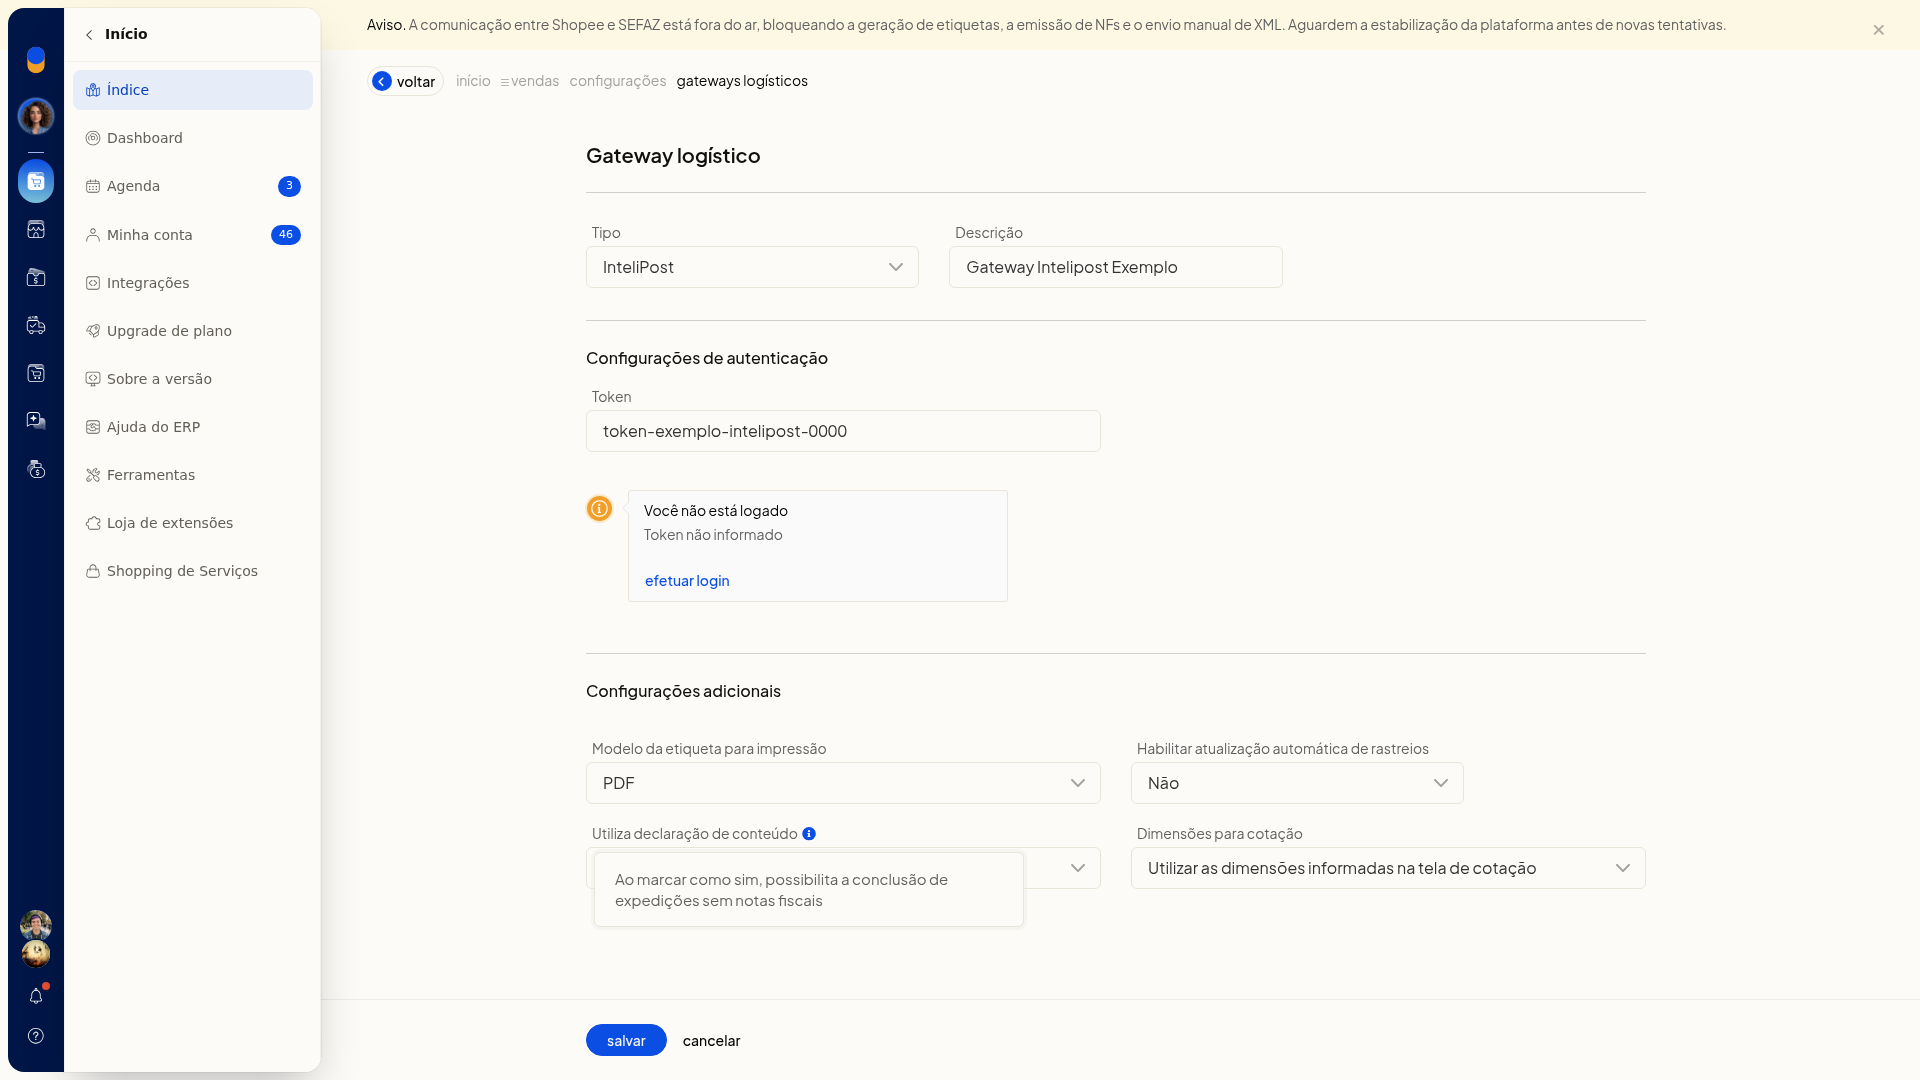 Aviso. A comunicação entre Shopee e SEFAZ está fora do ar, bloqueando a geração de etiquetas, a emissão de NFs e o envio manual de XML. Aguardem a estabilização da plataforma antes de novas tentativas.
Início
voltar início vendas configurações gateways logísticos
Índice
Dashboard
Agenda 3
Minha conta 46
Integrações
Upgrade de plano
Sobre a versão
Ajuda do ERP
Ferramentas
Loja de extensões
Shopping de Serviços
Gateway logístico
Tipo Descrição
InteliPost Gateway Intelipost Exemplo
Configurações de autenticação
Token
token-exemplo-intelipost-0000
Você não está logado
Token não informado
efetuar login
Configurações adicionais
Modelo da etiqueta para impressão Habilitar atualização automática de rastreios
PDF Não
Utiliza declaração de conteúdo Dimensões para cotação
Utilizar as dimensões informadas na tela de cotação
Ao marcar como sim, possibilita a conclusão de
expedições sem notas fiscais
salvar cancelar